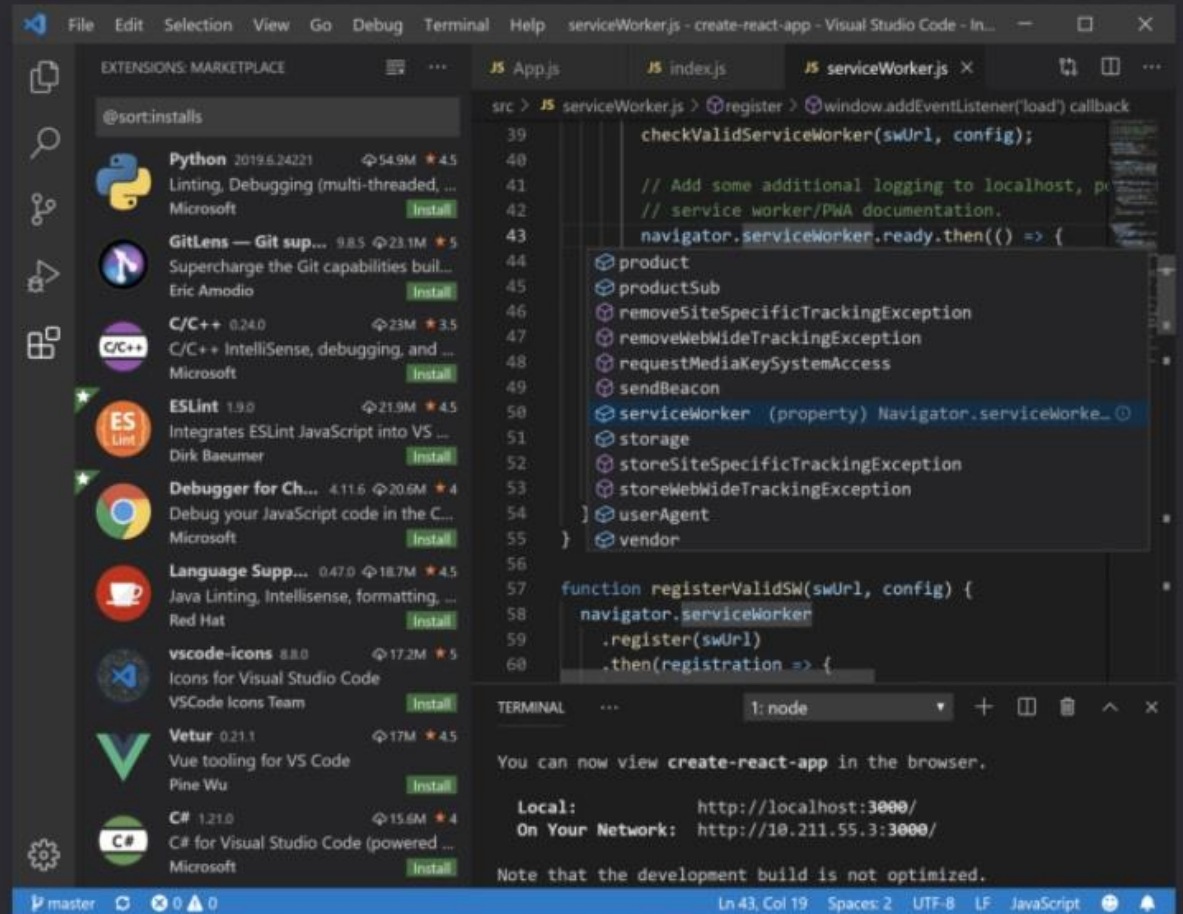 File Edit Selection View Go Debug Terminal Help serviceWorker.js - create-react-app - Visual Studio Code - In...
EXTENSIONS: MARKETPLACE
@sort:installs
Python 2019.6.24221 54.9M ★ 4.5
Linting, Debugging (multi-threaded, ...
Microsoft Install
GitLens — Git sup... 9.8.5 23.1M ★ 5
Supercharge the Git capabilities buil...
Eric Amodio Install
C/C++
C/C++ 0.24.0 23M ★ 3.5
C/C++ IntelliSense, debugging, and ...
Microsoft Install
ES
Lint
ESLint 1.9.0 21.9M ★ 4.5
Integrates ESLint JavaScript into VS ...
Dirk Baeumer Install
Debugger for Ch... 4.11.6 20.6M ★ 4
Debug your JavaScript code in the C...
Microsoft Install
Language Supp... 0.47.0 18.7M ★ 4.5
Java Linting, Intellisense, formatting, ...
Red Hat Install
vscode-icons 8.8.0 17.2M ★ 5
Icons for Visual Studio Code
VSCode Icons Team Install
Vetur 0.21.1 17M ★ 4.5
Vue tooling for VS Code
Pine Wu Install
C#
C# 1.21.0 15.6M ★ 4
C# for Visual Studio Code (powered ...
Microsoft Install
JS App.js JS index.js JS serviceWorker.js ×
src > JS serviceWorker.js > register > window.addEventListener('load') callback
39 checkValidServiceWorker(swUrl, config);
40
41 // Add some additional logging to localhost,
42 // service worker/PWA documentation.
43 navigator.serviceWorker.ready.then(() => {
44 product
45 productSub
46 removeSiteSpecificTrackingException
47 removeWebWideTrackingException
48 requestMediaKeySystemAccess
49 sendBeacon
50 serviceWorker (property) Navigator.serviceWorke...
51 storage
52 storeSiteSpecificTrackingException
53 storeWebWideTrackingException
54 userAgent
55 } vendor
56
57 function registerValidSW(swUrl, config) {
58 navigator.serviceWorker
59 .register(swUrl)
60 .then(registration => {
TERMINAL ... 1: node
You can now view create-react-app in the browser.
Local: http://localhost:3000/
On Your Network: http://10.211.55.3:3000/
Note that the development build is not optimized.
master 0 0 Ln 43, Col 19 Spaces: 2 UTF-8 LF JavaScript